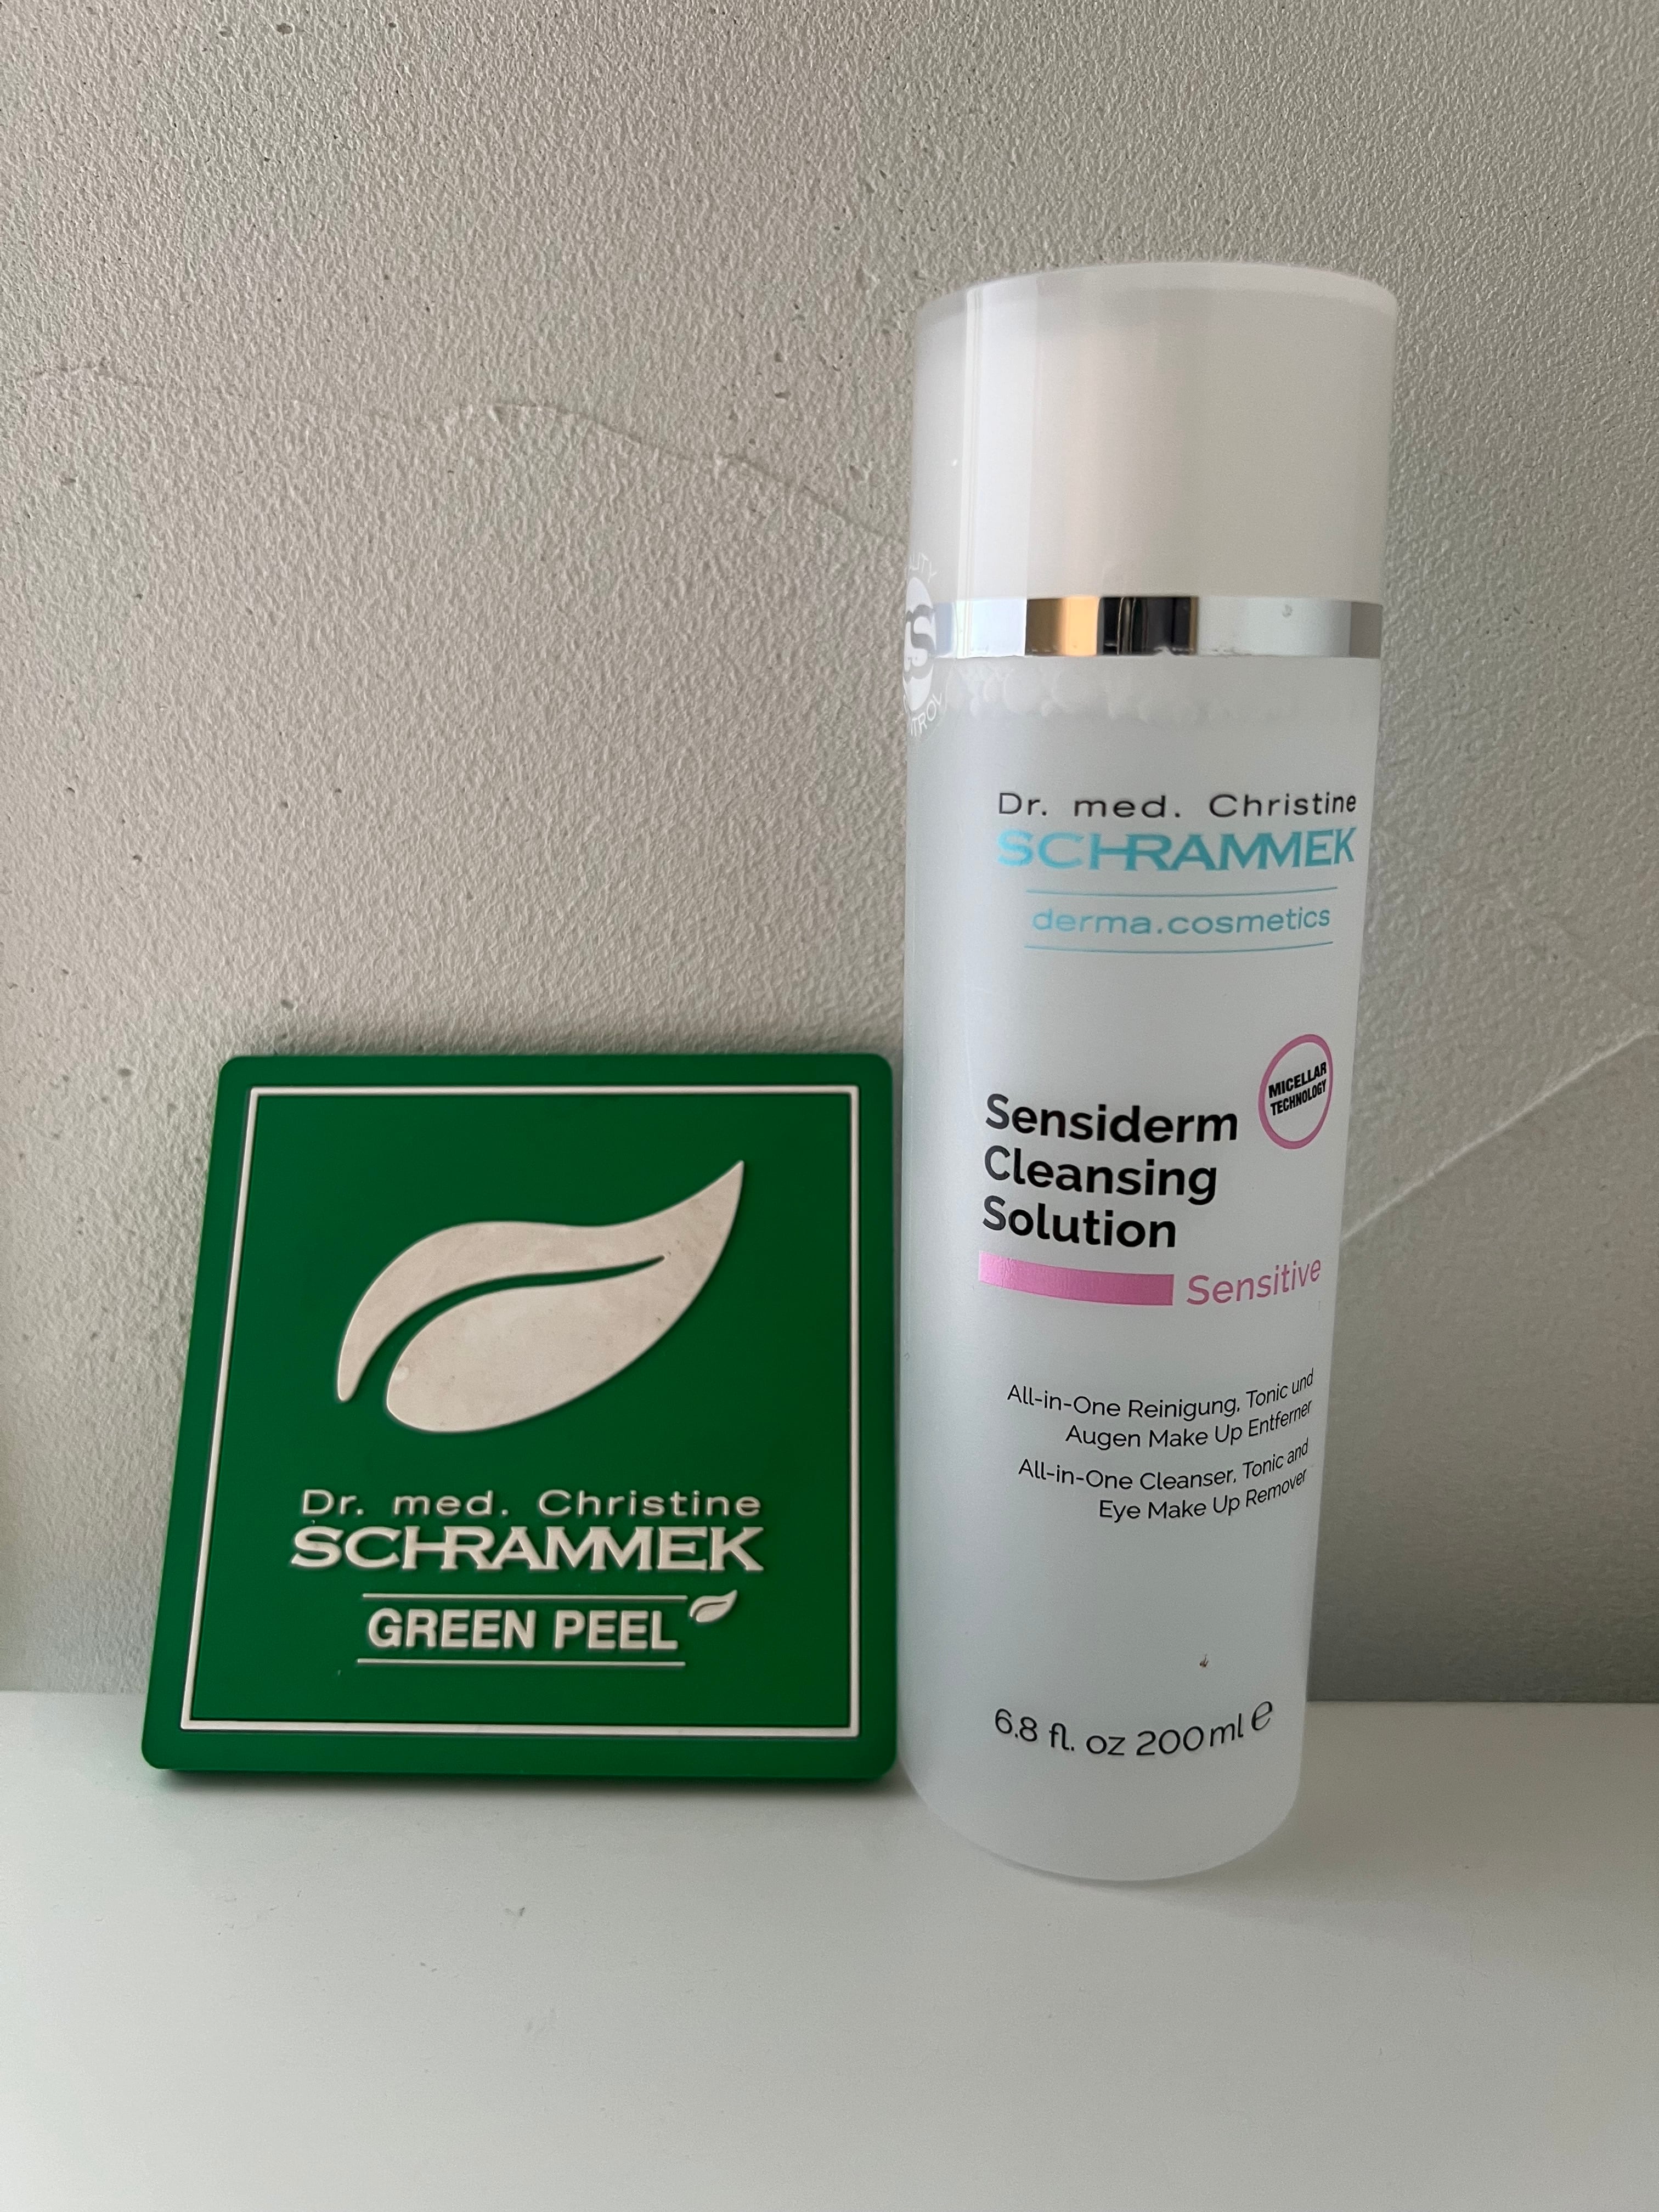 Dr. med. Christine
SCHRAMMEK
GREEN PEEL
Dr. med. Christine
SCHRAMMEK
derma.cosmetics
MICELLAR
TECHNOLOGY
Sensiderm
Cleansing
Solution
Sensitive
All-in-One Reinigung, Tonic und
Augen Make Up Entferner
All-in-One Cleanser, Tonic and
Eye Make Up Remover
6.8 fl. oz 200 ml ℮